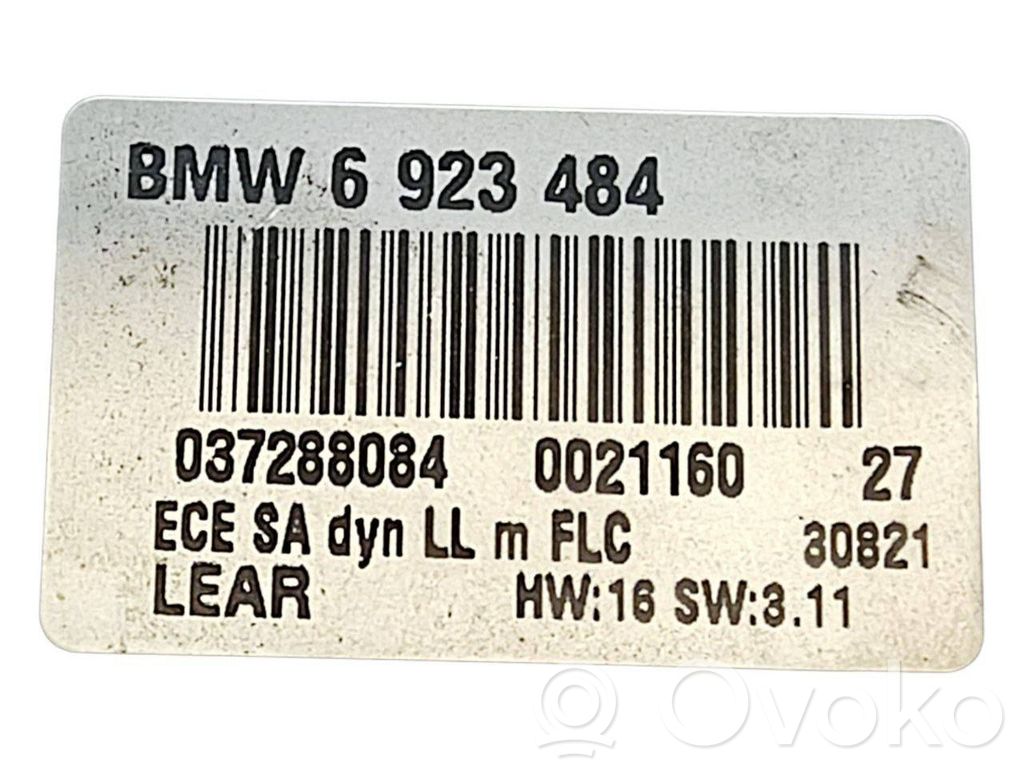 BMW 6 923 484
037288084 0021160 27
ECE SA dyn LL m FLC 30821
LEAR HW:16 SW:3.11
Ovoko